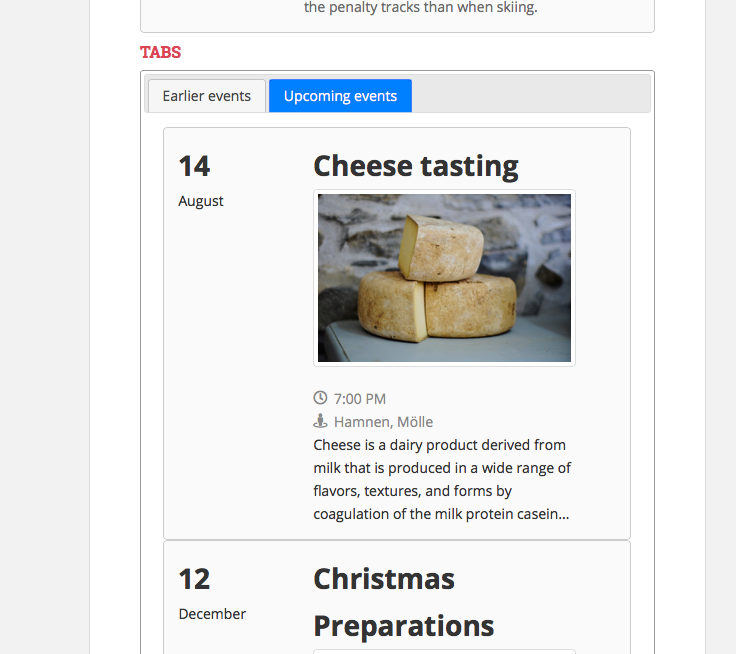 the penalty tracks than when skiing.
TABS
Earlier events
Upcoming events
14
August
Cheese tasting
7:00 PM
Hamnen, Mölle
Cheese is a dairy product derived from
milk that is produced in a wide range of
flavors, textures, and forms by
coagulation of the milk protein casein...
12
December
Christmas
Preparations